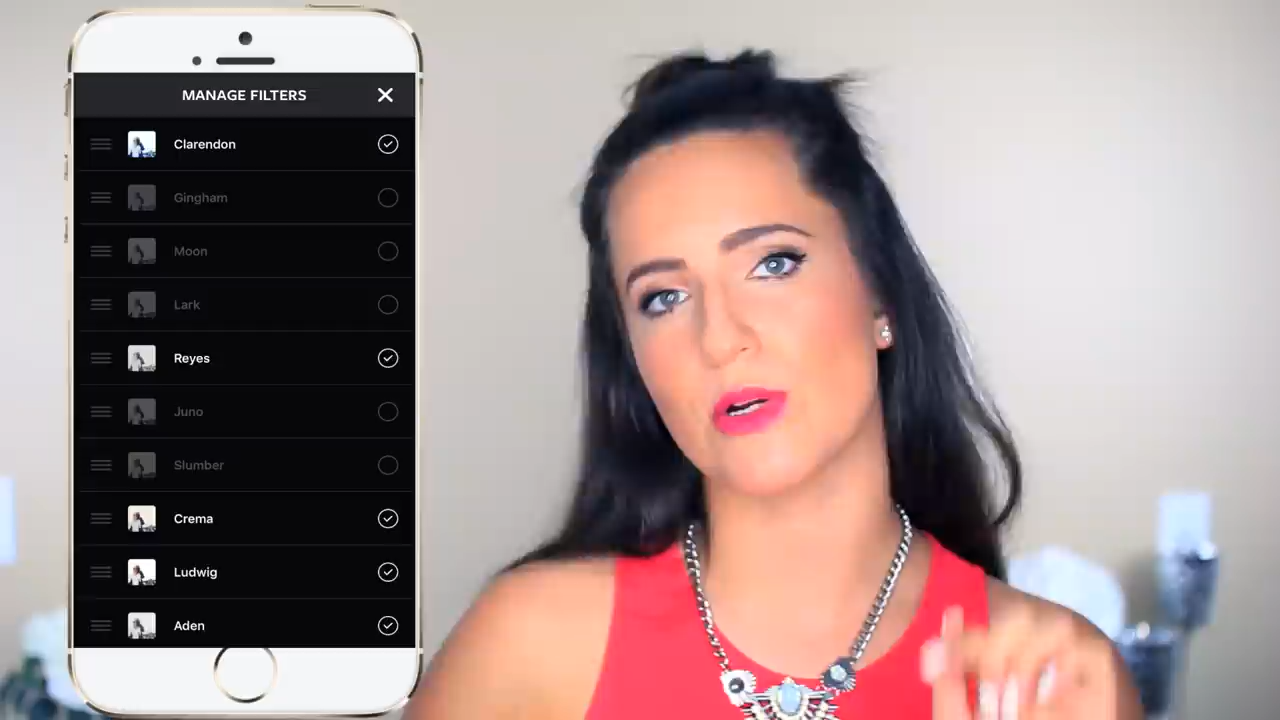 MANAGE FILTERS
Clarendon
Gingham
Moon
Lark
Reyes
Juno
Slumber
Crema
Ludwig
Aden